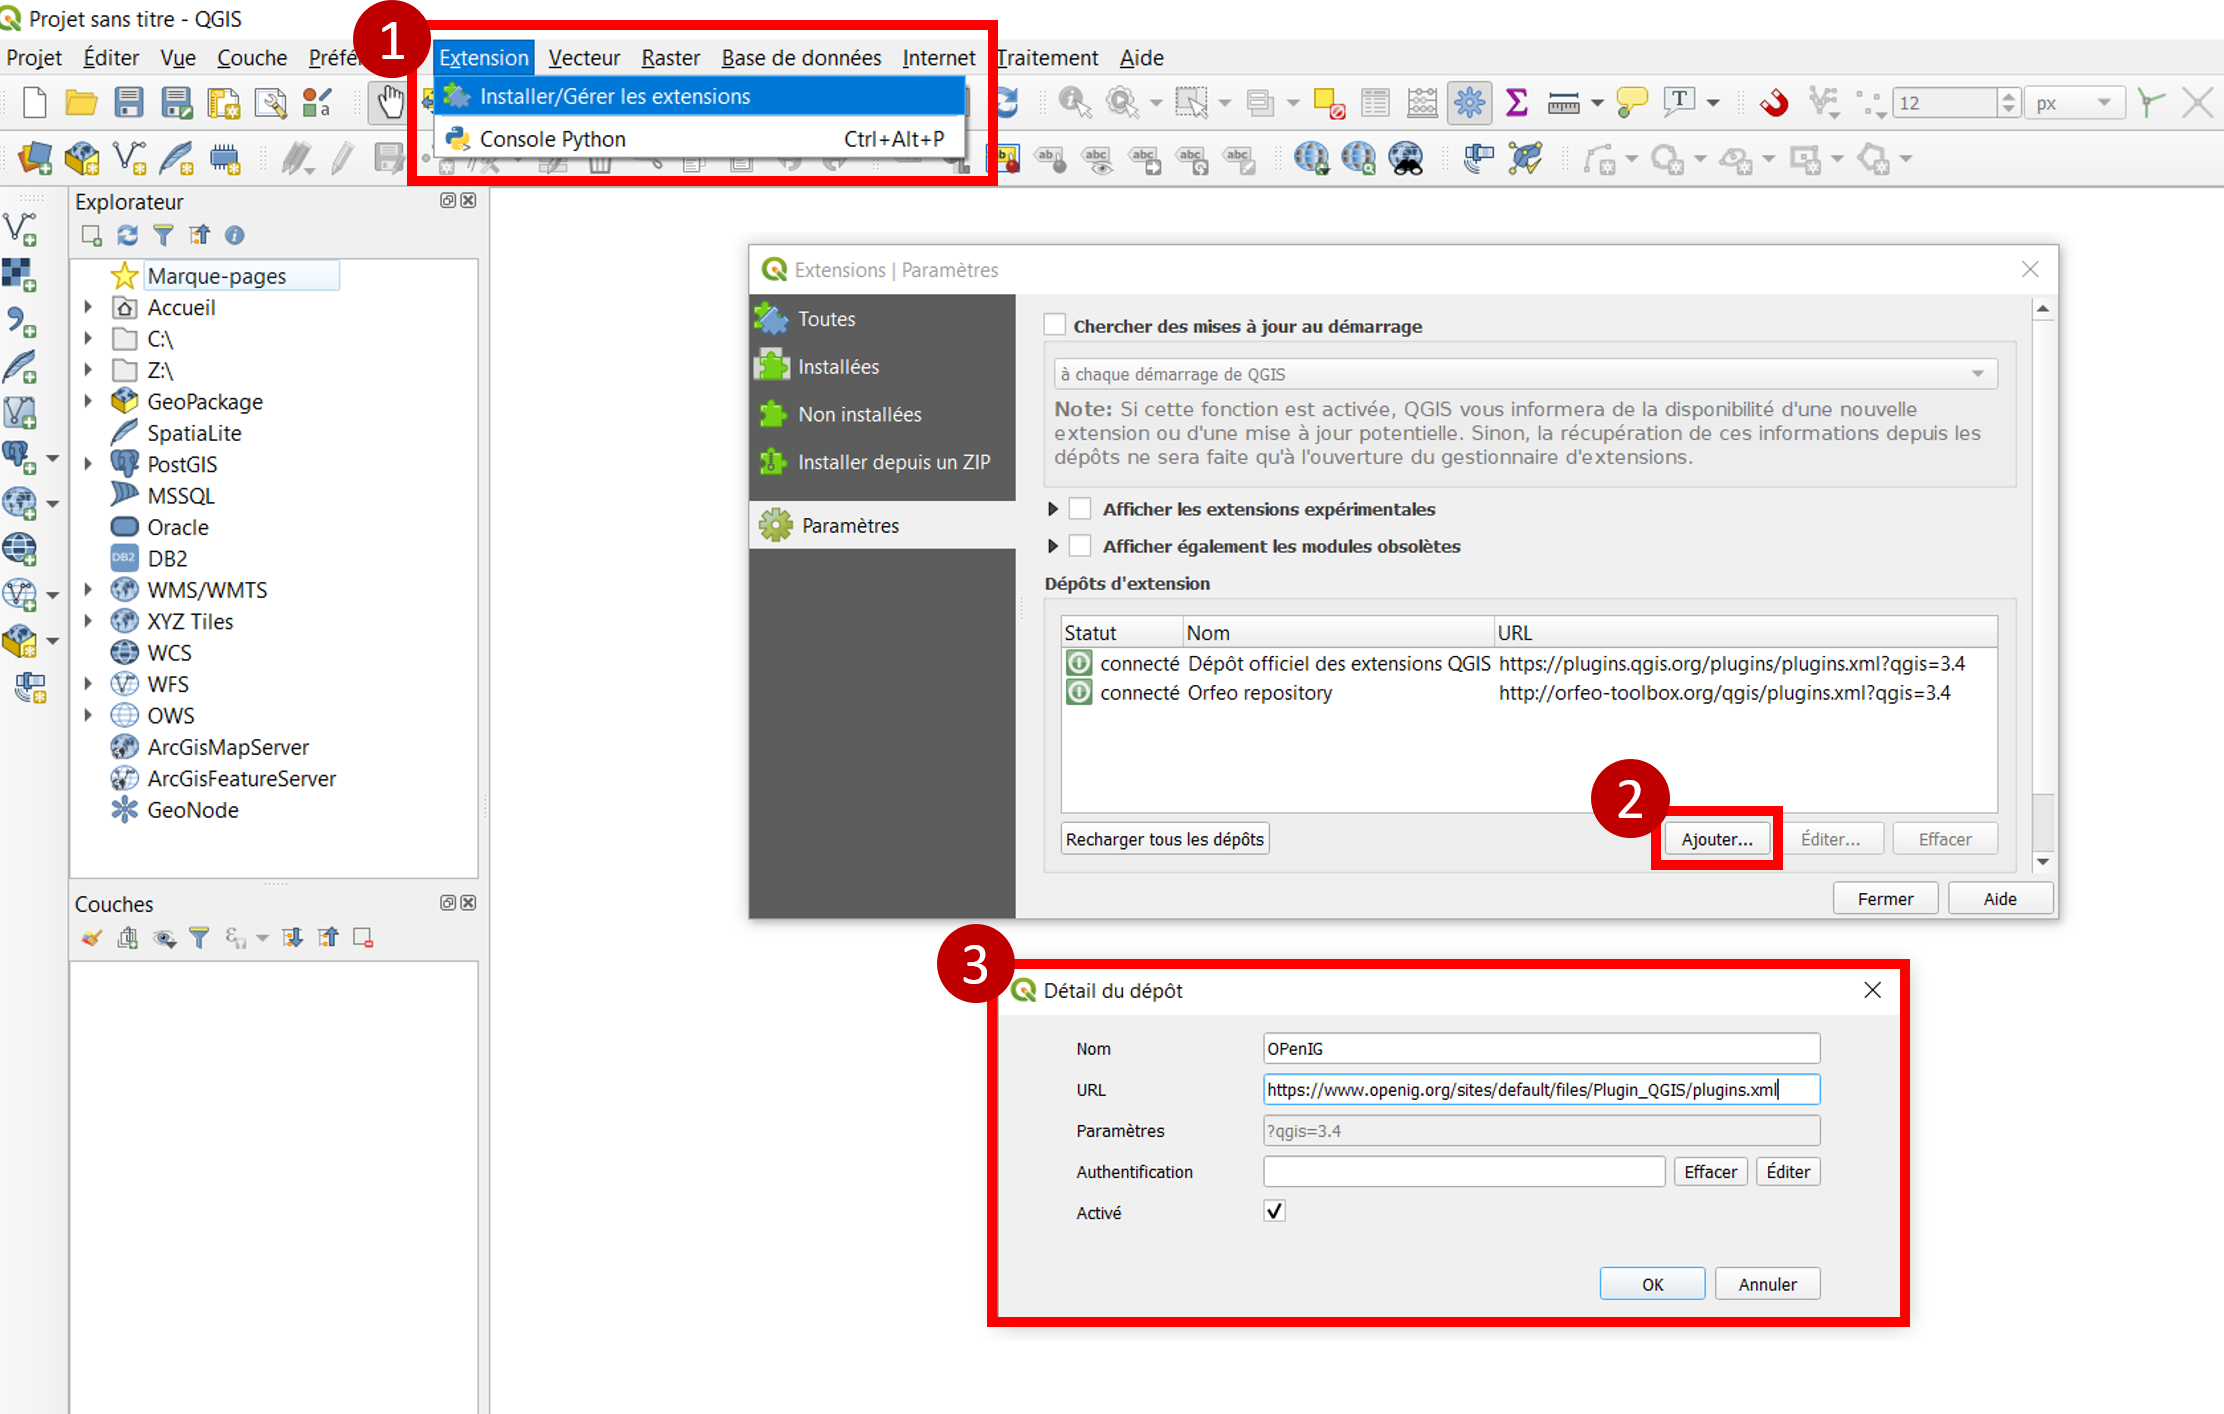 Projet sans titre - QGIS
1
Projet Éditer Vue Couche Extension Vecteur Raster Base de données Internet Traitement Aide
Installer/Gérer les extensions
Console Python Ctrl+Alt+P
12 px
Explorateur
Marque-pages
Accueil
C:\
Z:\
GeoPackage
SpatiaLite
PostGIS
MSSQL
Oracle
DB2 DB2
WMS/WMTS
XYZ Tiles
WCS
WFS
OWS
ArcGisMapServer
ArcGisFeatureServer
GeoNode
Couches
Extensions | Paramètres
Toutes
Installées
Non installées
Installer depuis un ZIP
Paramètres
Chercher des mises à jour au démarrage
à chaque démarrage de QGIS
Note: Si cette fonction est activée, QGIS vous informera de la disponibilité d'une nouvelle
extension ou d'une mise à jour potentielle. Sinon, la récupération de ces informations depuis les
dépôts ne sera faite qu'à l'ouverture du gestionnaire d'extensions.
Afficher les extensions expérimentales
Afficher également les modules obsolètes
Dépôts d'extension
Statut Nom URL
connecté Dépôt officiel des extensions QGIS https://plugins.qgis.org/plugins/plugins.xml?qgis=3.4
connecté Orfeo repository http://orfeo-toolbox.org/qgis/plugins.xml?qgis=3.4
2
Recharger tous les dépôts Ajouter... Éditer... Effacer
Fermer Aide
3
Détail du dépôt
Nom OPenIG
URL https://www.openig.org/sites/default/files/Plugin_QGIS/plugins.xml
Paramètres ?qgis=3.4
Authentification Effacer Éditer
Activé
OK Annuler